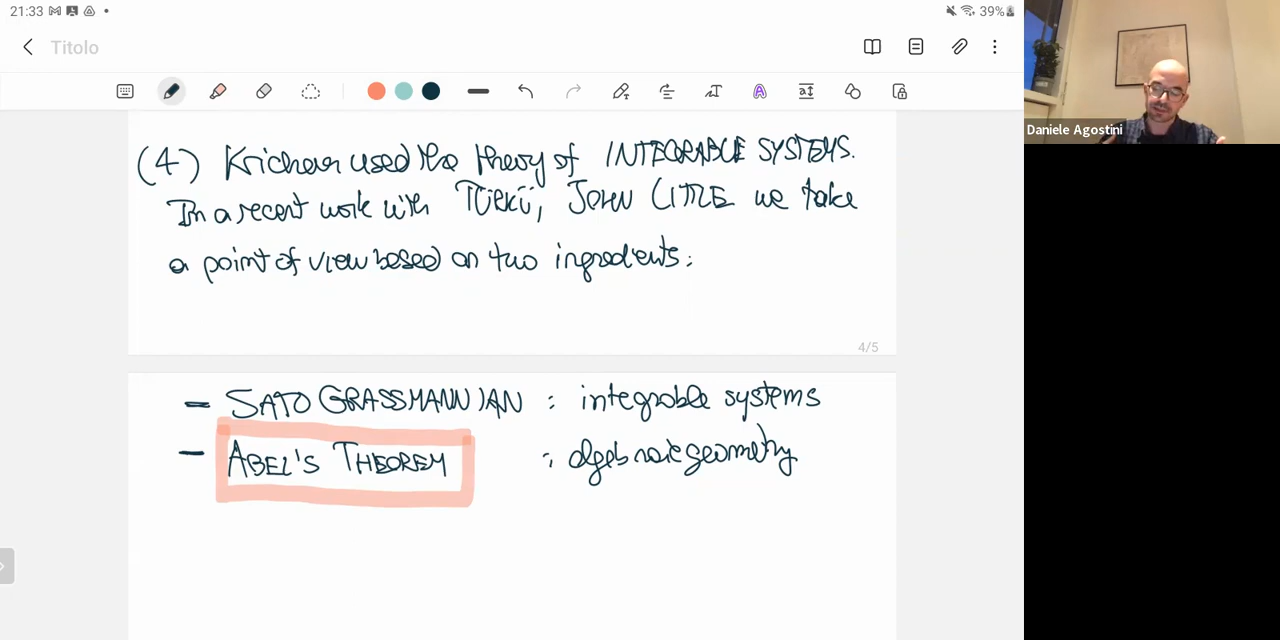 21:33
39%
Titolo
Daniele Agostini
(4) Krichever used the theory of INTEGRABLE SYSTEMS.
In a recent work with TÜRKÜ, JOHN LITTLE we take
a point of view based on two ingredients:
4/5
- SATO GRASSMANNIAN : integrable systems
- ABEL'S THEOREM : algebraic geometry